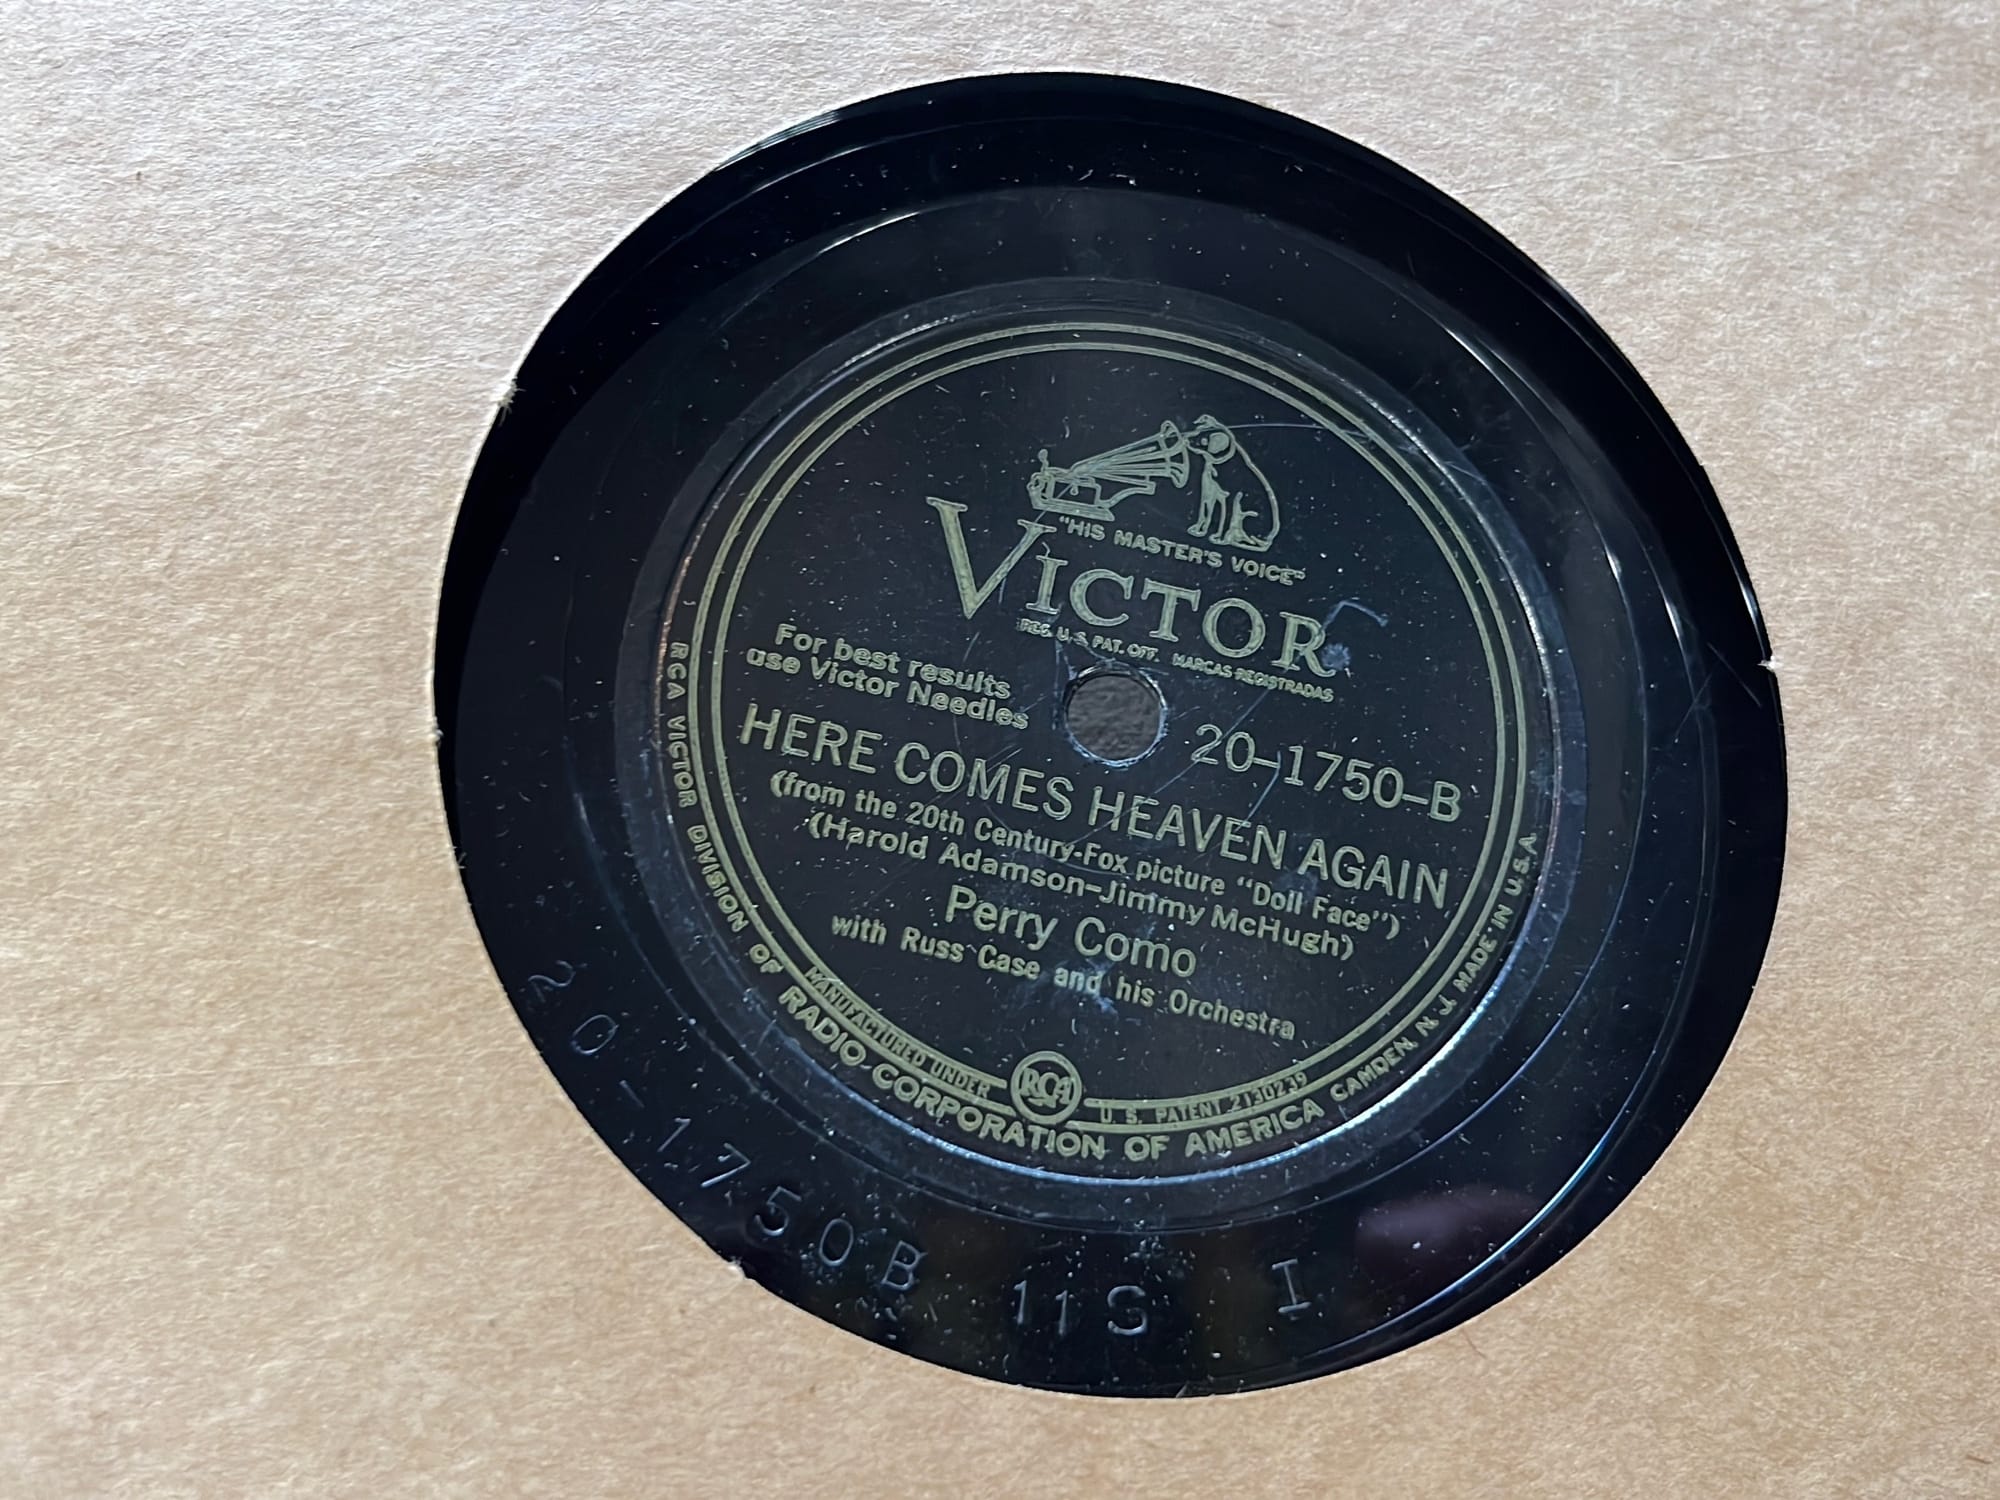 "HIS MASTER'S VOICE"
VICTOR
REG. U. S. PAT. OFF. MARCAS REGISTRADAS
For best results
use Victor Needles
20-1750-B
HERE COMES HEAVEN AGAIN
(from the 20th Century-Fox picture "Doll Face")
(Harold Adamson-Jimmy McHugh)
Perry Como
with Russ Case and his Orchestra
MANUFACTURED UNDER RCA U. S. PATENT 2130239
RCA VICTOR DIVISION OF RADIO CORPORATION OF AMERICA CAMDEN, N. J. MADE IN U.S.A.
20-1750B 11S I